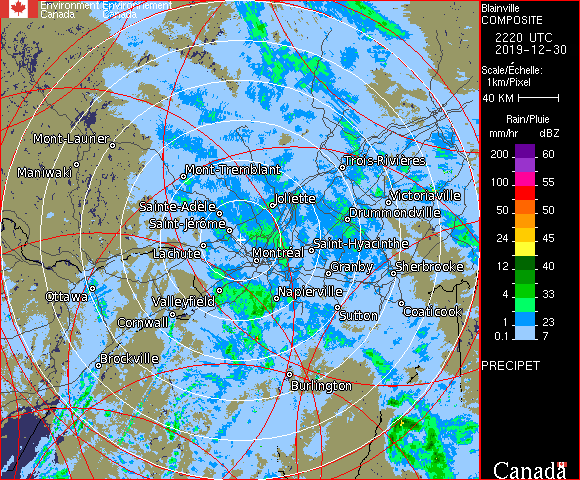 Environment Environnement
Canada Canada
Blainville
COMPOSITE
2220 UTC
2019-12-30
Scale/Échelle:
1km/Pixel
40 KM
Rain/Pluie
mm/hr dBZ
200 60
100 55
50 50
24 45
12 40
4 33
1 23
0.1 7
PRECIPET
Mont-Laurier
Maniwaki
Mont-Tremblant
Trois-Rivières
Sainte-Adèle
Joliette
Victoriaville
Drummondville
Saint-Jérôme
Lachute
Montréal
Saint-Hyacinthe
Granby
Sherbrooke
Ottawa
Valleyfield
Napierville
Cornwall
Sutton
Coaticook
Brockville
Burlington
Canada